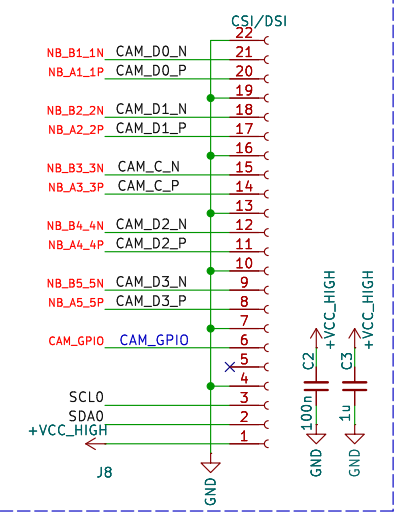 CSI/DSI
22
NB_B1_1N CAM_D0_N 21
NB_A1_1P CAM_D0_P 20
19
NB_B2_2N CAM_D1_N 18
NB_A2_2P CAM_D1_P 17
16
NB_B3_3N CAM_C_N 15
NB_A3_3P CAM_C_P 14
13
NB_B4_4N CAM_D2_N 12
NB_A4_4P CAM_D2_P 11
10
NB_B5_5N CAM_D3_N 9
NB_A5_5P CAM_D3_P 8
7
CAM_GPIO CAM_GPIO 6
5
4
SCL0 3
SDA0 2
+VCC_HIGH 1
J8
GND
+VCC_HIGH
C2
100n
GND
+VCC_HIGH
C3
1u
GND